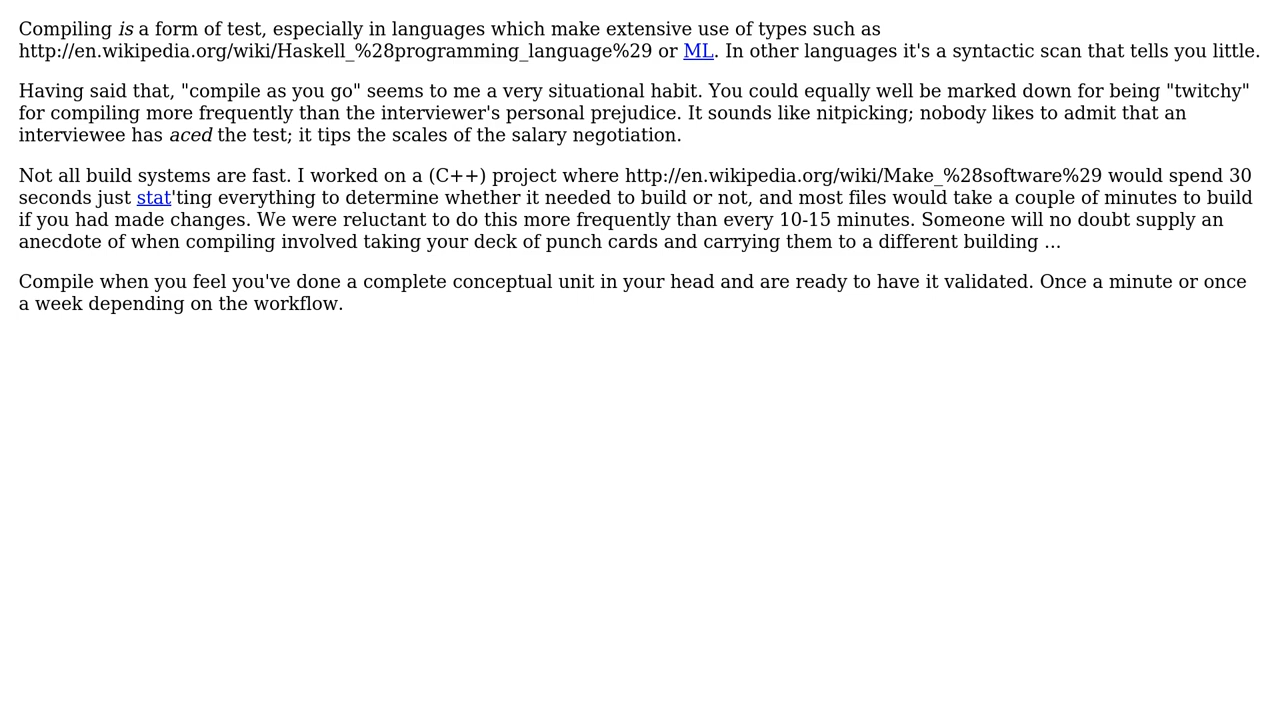 Compiling is a form of test, especially in languages which make extensive use of types such as
http://en.wikipedia.org/wiki/Haskell_%28programming_language%29 or ML. In other languages it's a syntactic scan that tells you little.
Having said that, "compile as you go" seems to me a very situational habit. You could equally well be marked down for being "twitchy"
for compiling more frequently than the interviewer's personal prejudice. It sounds like nitpicking; nobody likes to admit that an
interviewee has aced the test; it tips the scales of the salary negotiation.
Not all build systems are fast. I worked on a (C++) project where http://en.wikipedia.org/wiki/Make_%28software%29 would spend 30
seconds just stat'ting everything to determine whether it needed to build or not, and most files would take a couple of minutes to build
if you had made changes. We were reluctant to do this more frequently than every 10-15 minutes. Someone will no doubt supply an
anecdote of when compiling involved taking your deck of punch cards and carrying them to a different building ...
Compile when you feel you've done a complete conceptual unit in your head and are ready to have it validated. Once a minute or once
a week depending on the workflow.